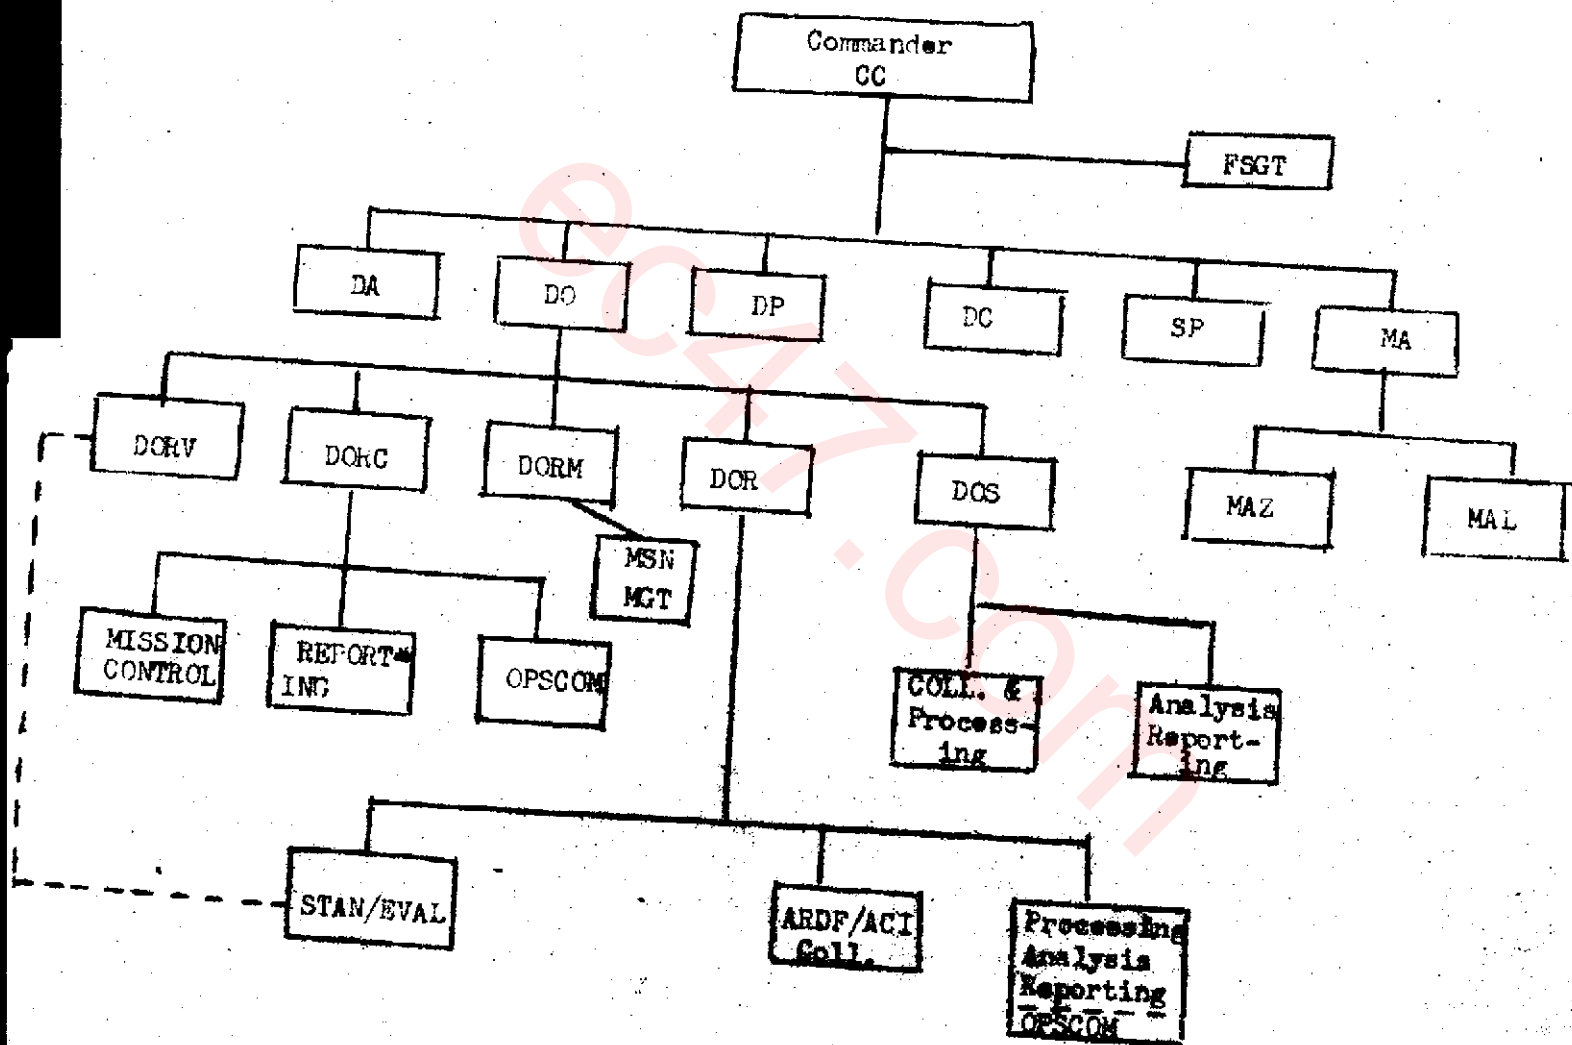 Commander
CC
FSGT
DA
DO
DP
DC
SP
MA
DORV
DORC
DORM
DOR
DOS
MAZ
MAL
MSN
MGT
MISSION
CONTROL
REPORT-
ING
OPSCOM
COLL. &
Process-
ing
Analysis
Report-
ing
STAN/EVAL
ARDF/ACI
Coll.
Processing
Analysis
Reporting
OPSCOM
ec47.com